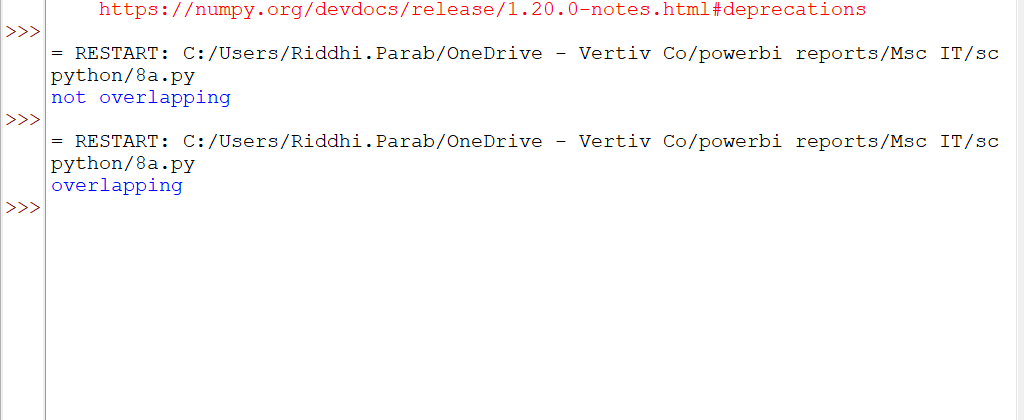 https://numpy.org/devdocs/release/1.20.0-notes.html#deprecations
>>>
= RESTART: C:/Users/Riddhi.Parab/OneDrive - Vertiv Co/powerbi reports/Msc IT/sc
python/8a.py
not overlapping
>>>
= RESTART: C:/Users/Riddhi.Parab/OneDrive - Vertiv Co/powerbi reports/Msc IT/sc
python/8a.py
overlapping
>>>